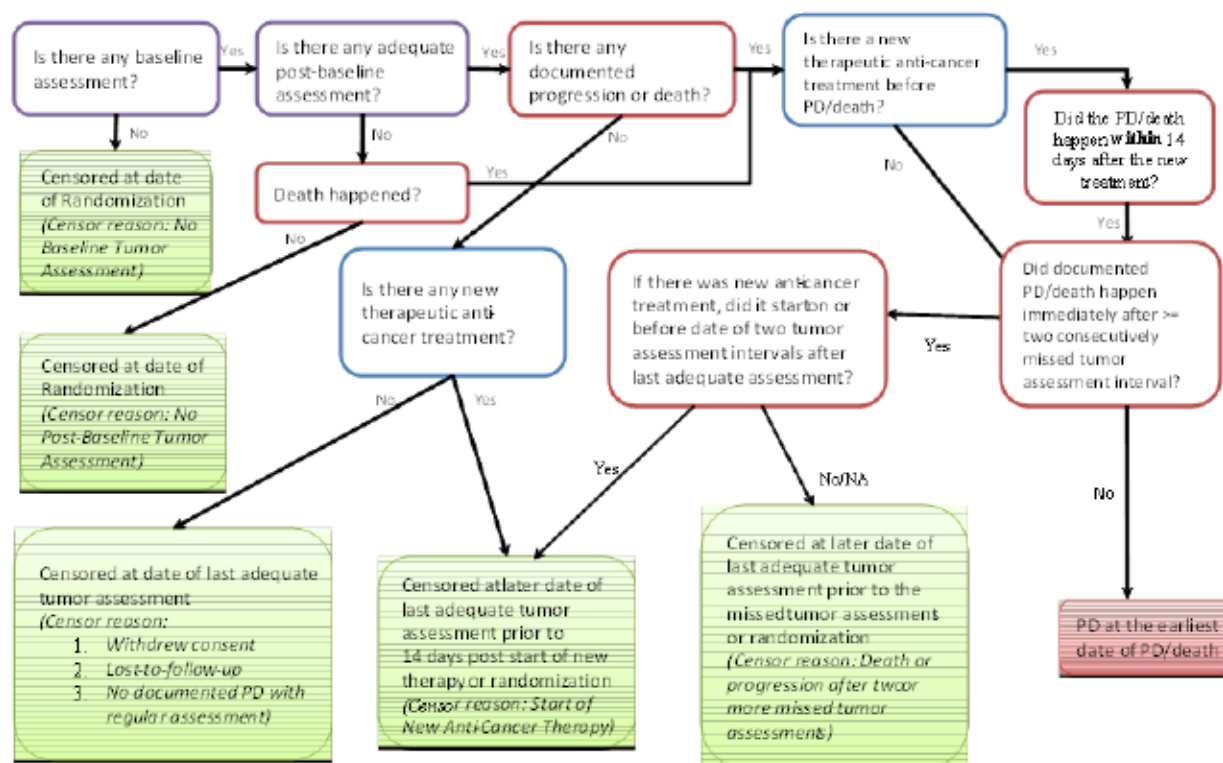 Is there any baseline
assessment?
Yes
Is there any adequate
post-baseline
assessment?
Yes
Is there any
documented
progression or death?
Yes
Is there a new
therapeutic anti-cancer
treatment before
PD/death?
Yes
No
No
No
No
Did the PD/death
happen within 14
days after the new
treatment?
Yes
Censored at date
of Randomization
(Censor reason: No
Baseline Tumor
Assessment)
Death happened?
Yes
No
Is there any new
therapeutic anti-
cancer treatment?
If there was new anticancer
treatment, did it starton or
before date of two tumor
assessment intervals after
last adequate assessment?
Yes
Did documented
PD/death happen
immediately after >=
two consecutively
missed tumor
assessment interval?
Censored at date of
Randomization
(Censor reason: No
Post-Baseline Tumor
Assessment)
No
Yes
Yes
No/NA
No
Censored at date of last adequate
tumor assessment
(Censor reason:
1. Withdrew consent
2. Lost-to-follow-up
3. No documented PD with
regular assessment)
Censored atlater date of
last adequate tumor
assessment prior to
14 days post start of new
therapy or randomization
(Censor reason: Start of
New Anti-Cancer Therapy)
Censored at later date of
last adequate tumor
assessment prior to the
missed tumor assessments
or randomization
(Censor reason: Death or
progression after two or
more missed tumor
assessments)
PD at the earliest
date of PD/death